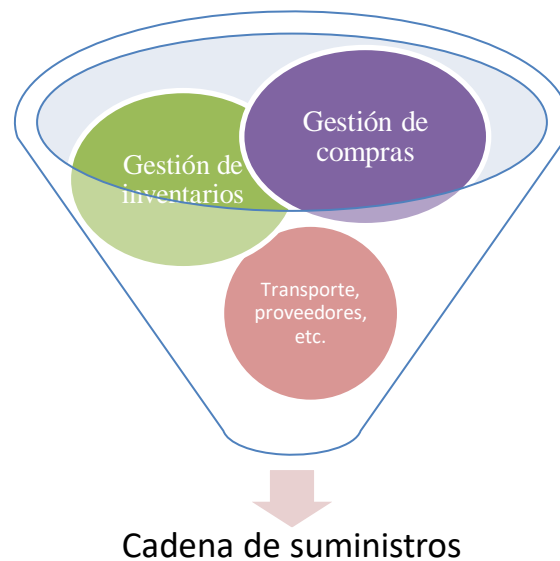 Gestión de
compras
Gestión de
inventarios
Transporte,
proveedores,
etc.
Cadena de suministros